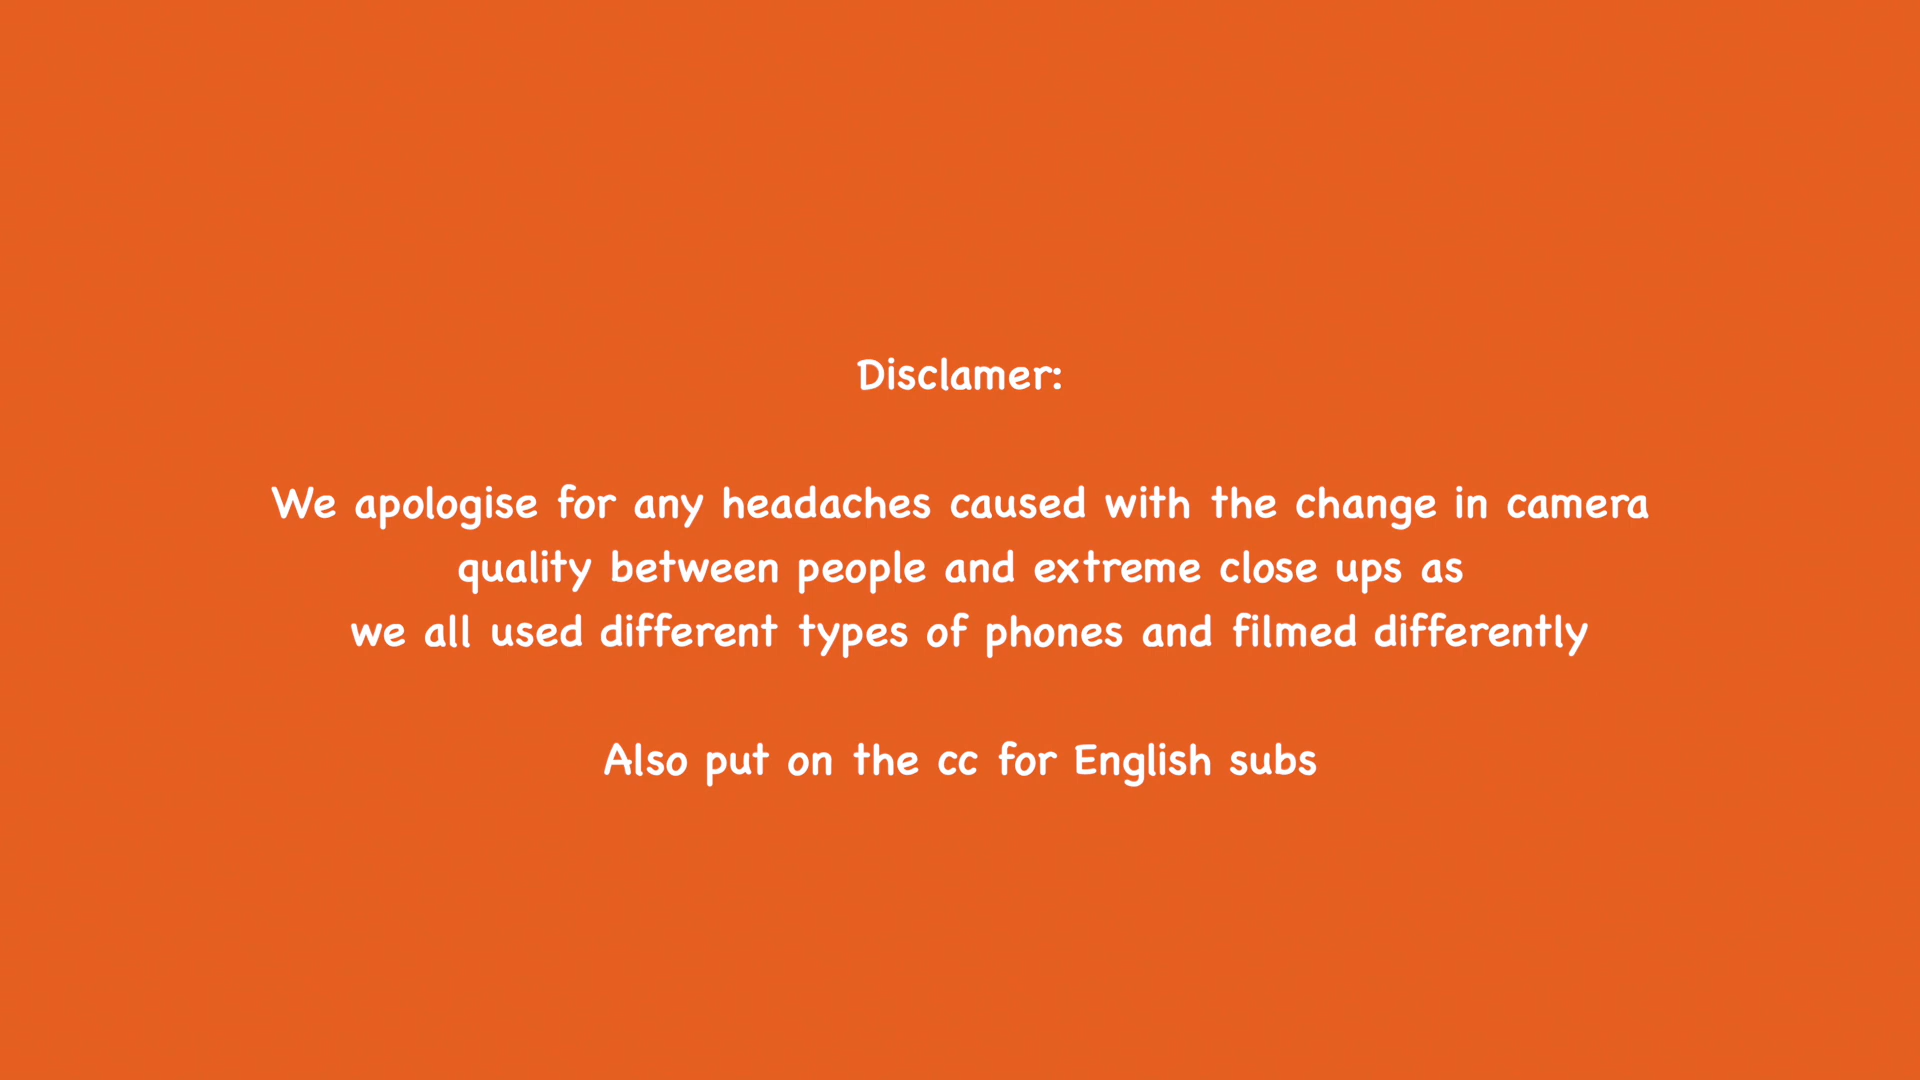 Disclamer:
We apologise for any headaches caused with the change in camera
quality between people and extreme close ups as
we all used different types of phones and filmed differently
Also put on the cc for English subs